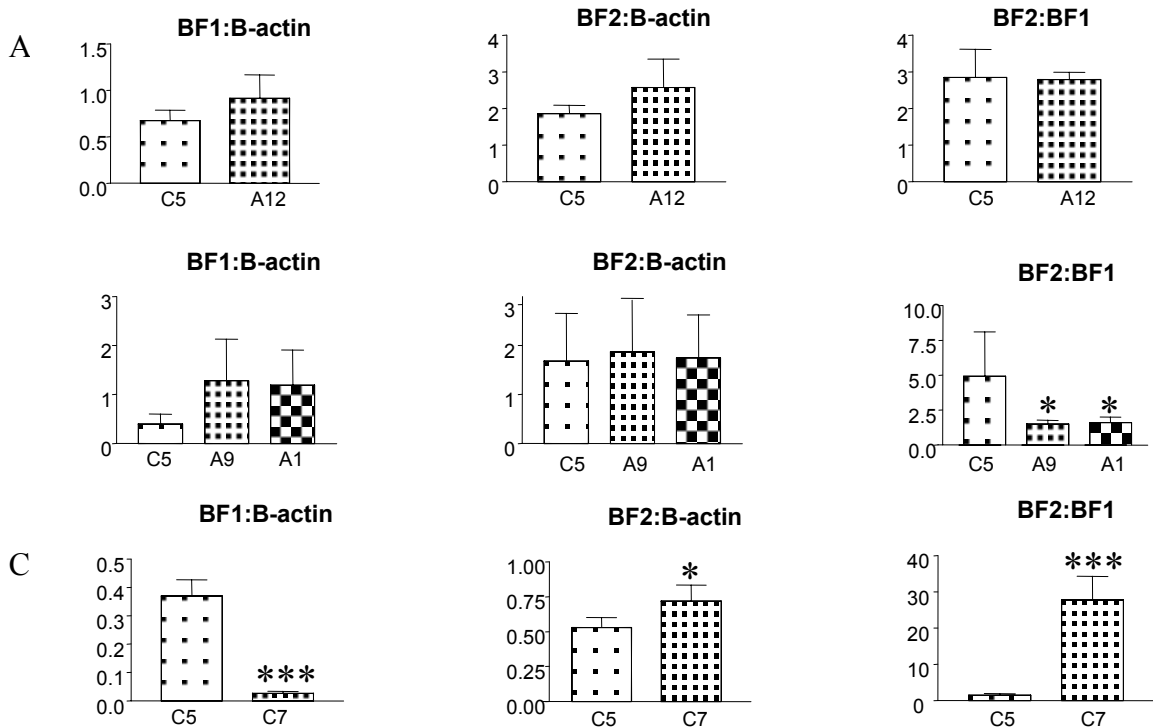 A
BF1:B-actin
1.5
1.0
0.5
0.0
C5 A12
BF2:B-actin
4
3
2
1
0
C5 A12
BF2:BF1
4
3
2
1
0
C5 A12
BF1:B-actin
3
2
1
0
C5 A9 A1
BF2:B-actin
3
2
1
0
C5 A9 A1
BF2:BF1
10.0
7.5
5.0
2.5
0.0
* *
C5 A9 A1
C
BF1:B-actin
0.5
0.4
0.3
0.2
0.1
0.0
***
C5 C7
BF2:B-actin
1.00
0.75
0.50
0.25
0.00
*
C5 C7
BF2:BF1
40
30
20
10
0
***
C5 C7